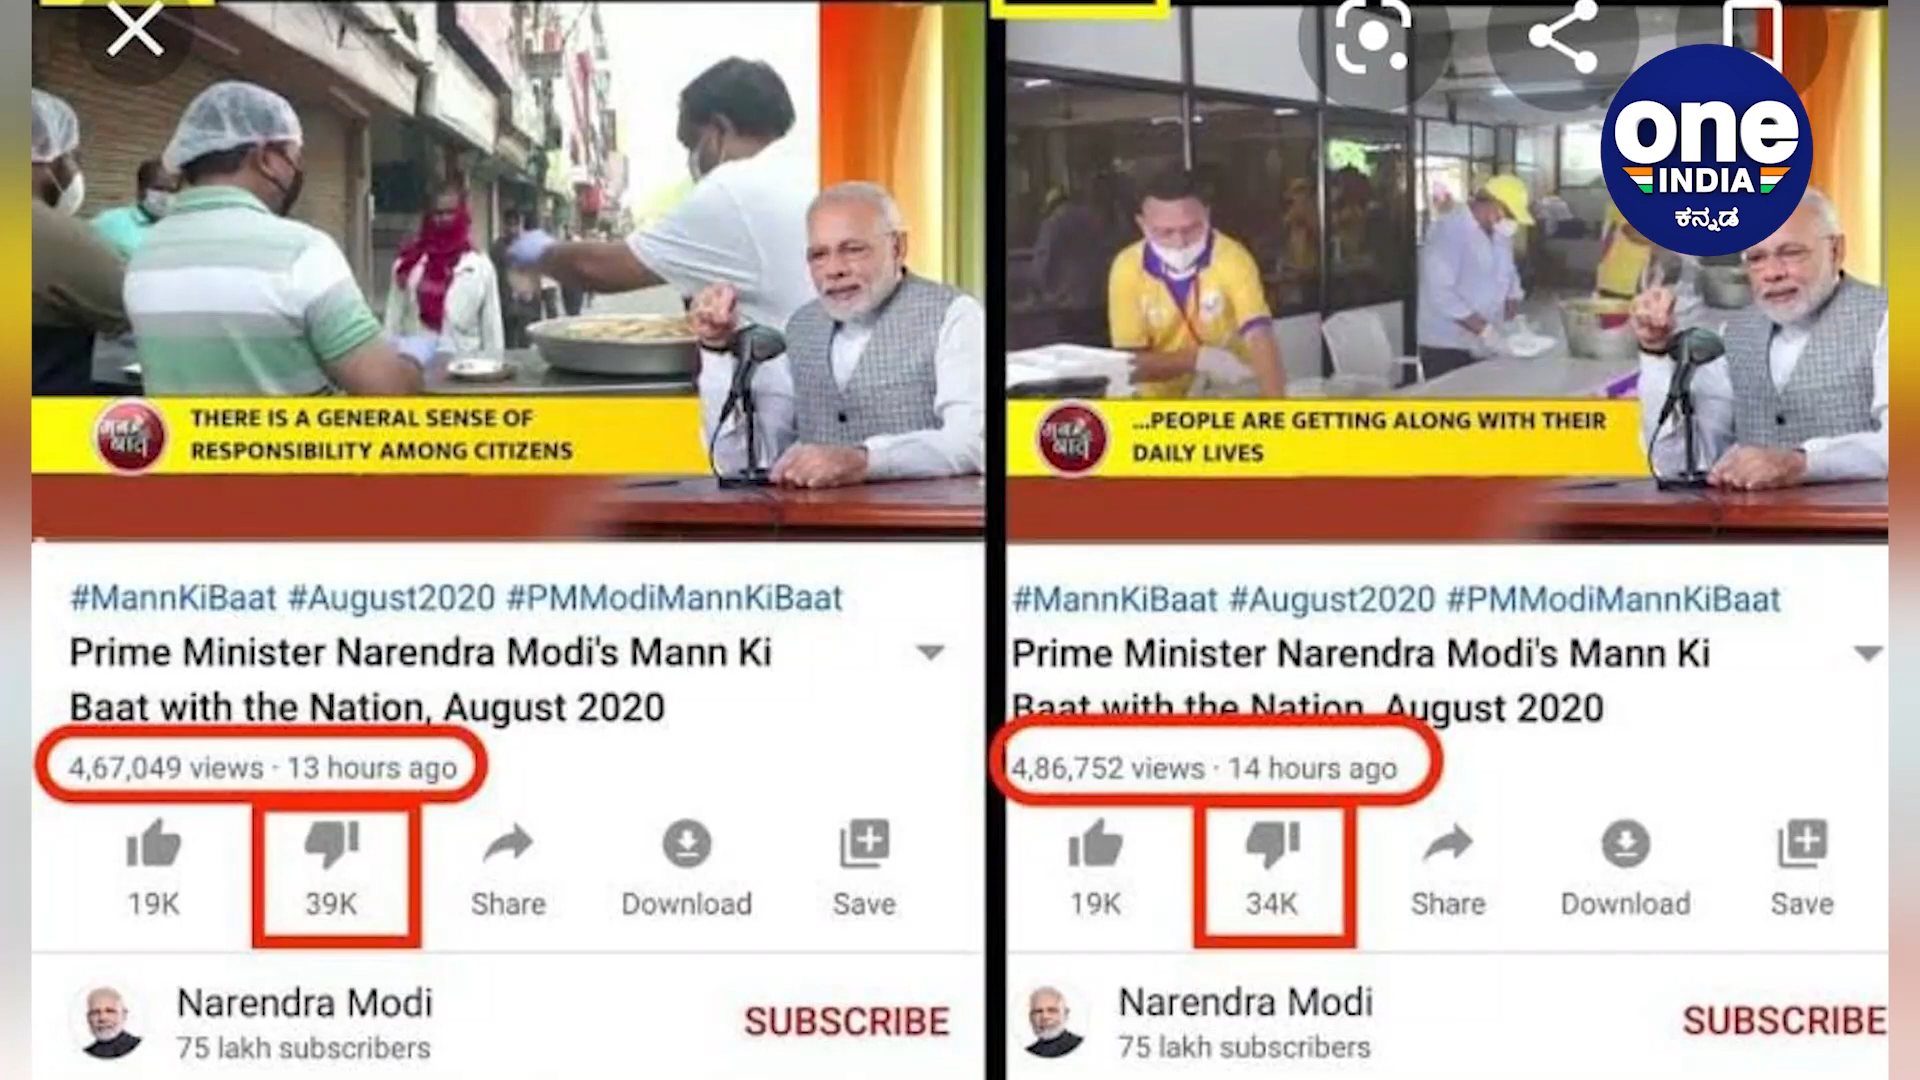 one
INDIA
ಕನ್ನಡ
THERE IS A GENERAL SENSE OF
RESPONSIBILITY AMONG CITIZENS
मन की
बात
#MannKiBaat #August2020 #PMModiMannKiBaat
Prime Minister Narendra Modi's Mann Ki
Baat with the Nation, August 2020
4,67,049 views · 13 hours ago
19K
39K
Share
Download
Save
Narendra Modi
75 lakh subscribers
SUBSCRIBE
...PEOPLE ARE GETTING ALONG WITH THEIR
DAILY LIVES
मन की
बात
#MannKiBaat #August2020 #PMModiMannKiBaat
Prime Minister Narendra Modi's Mann Ki
Baat with the Nation, August 2020
4,86,752 views · 14 hours ago
19K
34K
Share
Download
Save
Narendra Modi
75 lakh subscribers
SUBSCRIBE